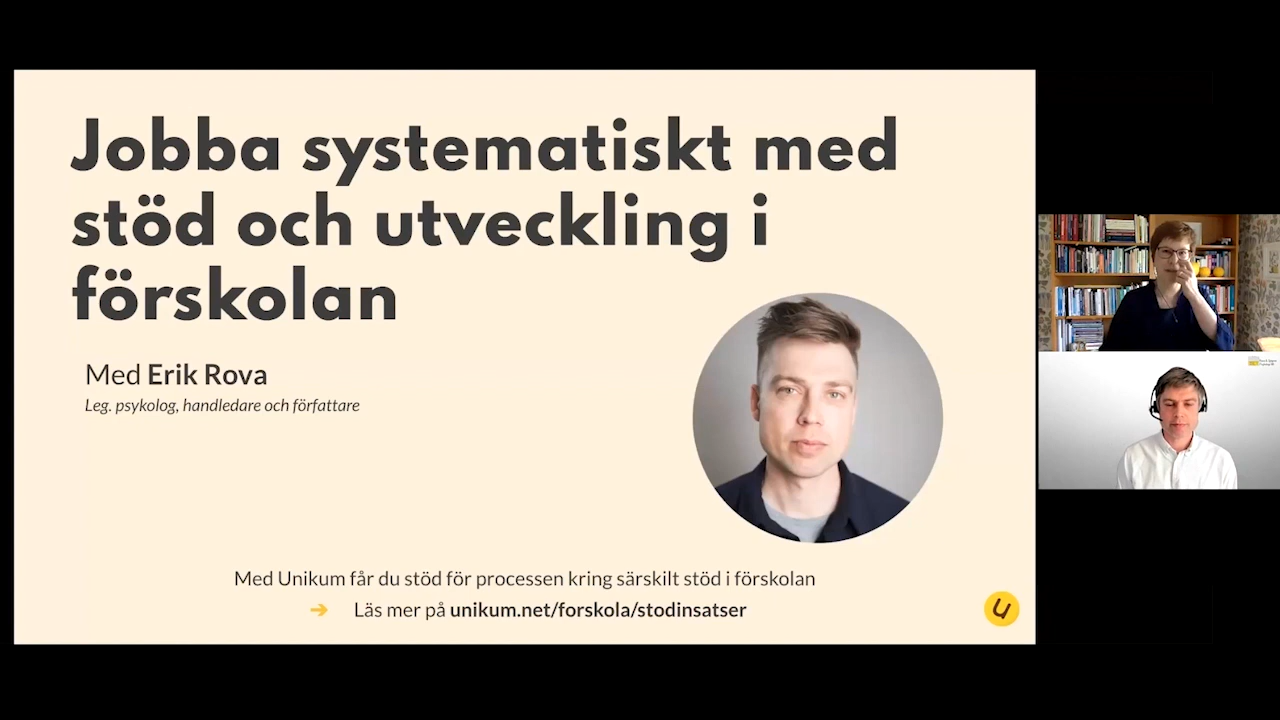 Jobba systematiskt med
stöd och utveckling i
förskolan
Med Erik Rova
Leg. psykolog, handledare och författare
Med Unikum får du stöd för processen kring särskilt stöd i förskolan
➔ Läs mer på unikum.net/forskola/stodinsatser